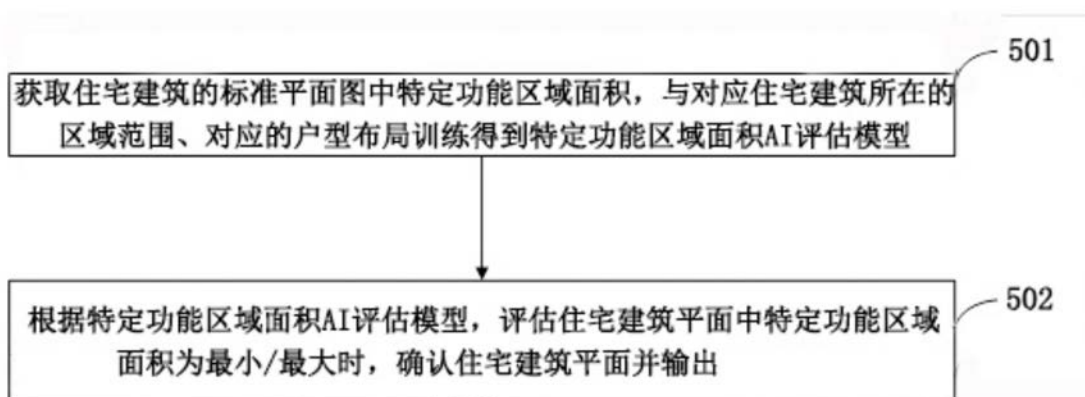 501
获取住宅建筑的标准平面图中特定功能区域面积，与对应住宅建筑所在的
区域范围、对应的户型布局训练得到特定功能区域面积AI评估模型
502
根据特定功能区域面积AI评估模型，评估住宅建筑平面中特定功能区域
面积为最小/最大时，确认住宅建筑平面并输出